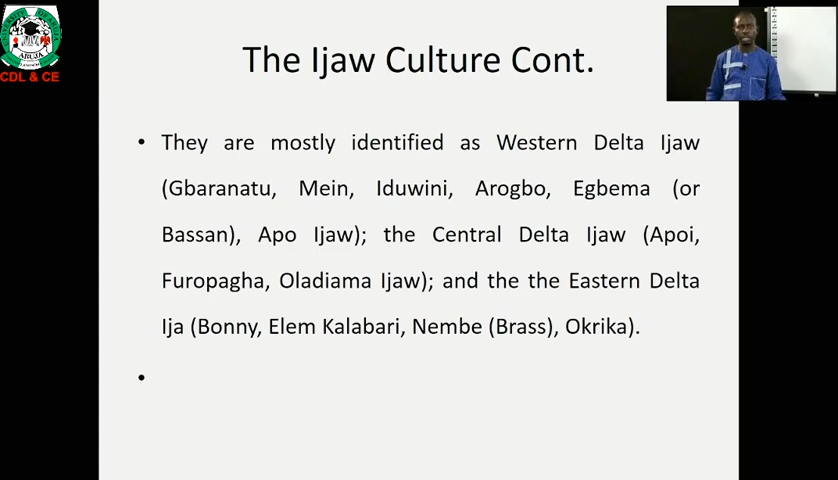 The Ijaw Culture Cont.
• They are mostly identified as Western Delta Ijaw
(Gbaranatu, Mein, Iduwini, Arogbo, Egbema (or
Bassan), Apo Ijaw); the Central Delta Ijaw (Apoi,
Furopagha, Oladiama Ijaw); and the the Eastern Delta
Ija (Bonny, Elem Kalabari, Nembe (Brass), Okrika).
•
ABUJA
CDL & CE